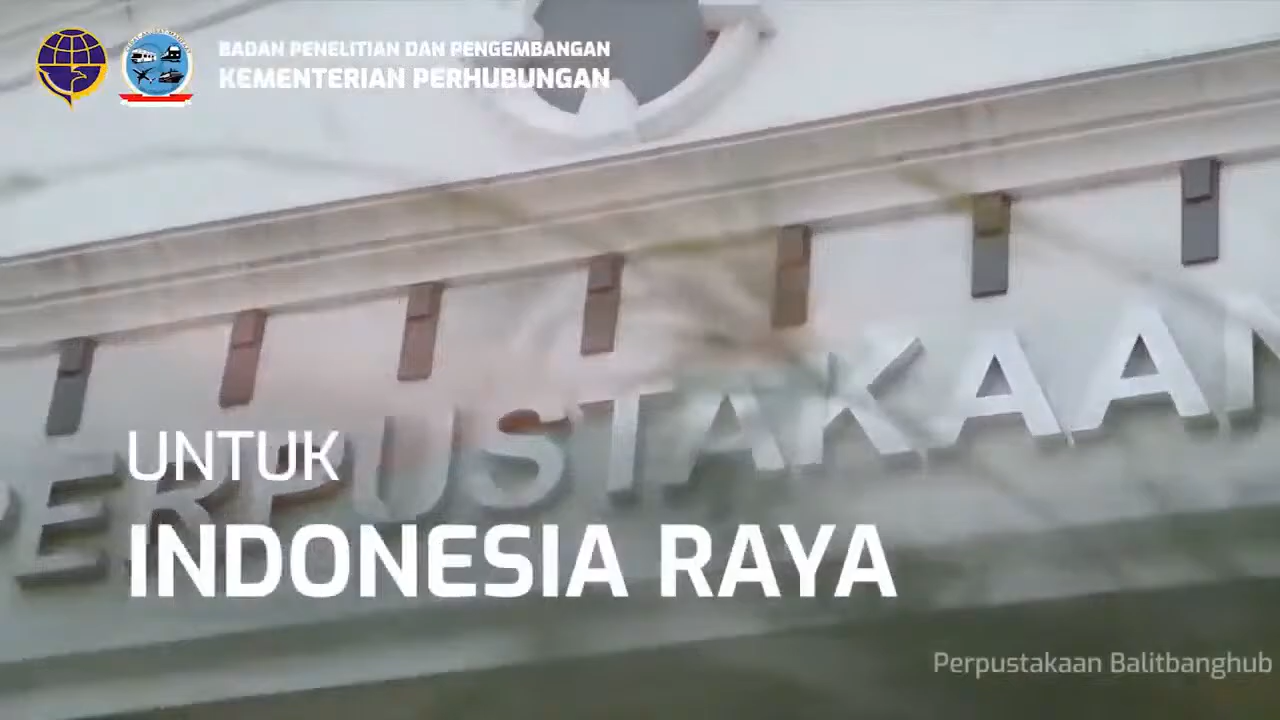 BADAN PENELITIAN DAN PENGEMBANGAN
KEMENTERIAN PERHUBUNGAN
PERPUSTAKAAN
UNTUK
INDONESIA RAYA
Perpustakaan Balitbanghub